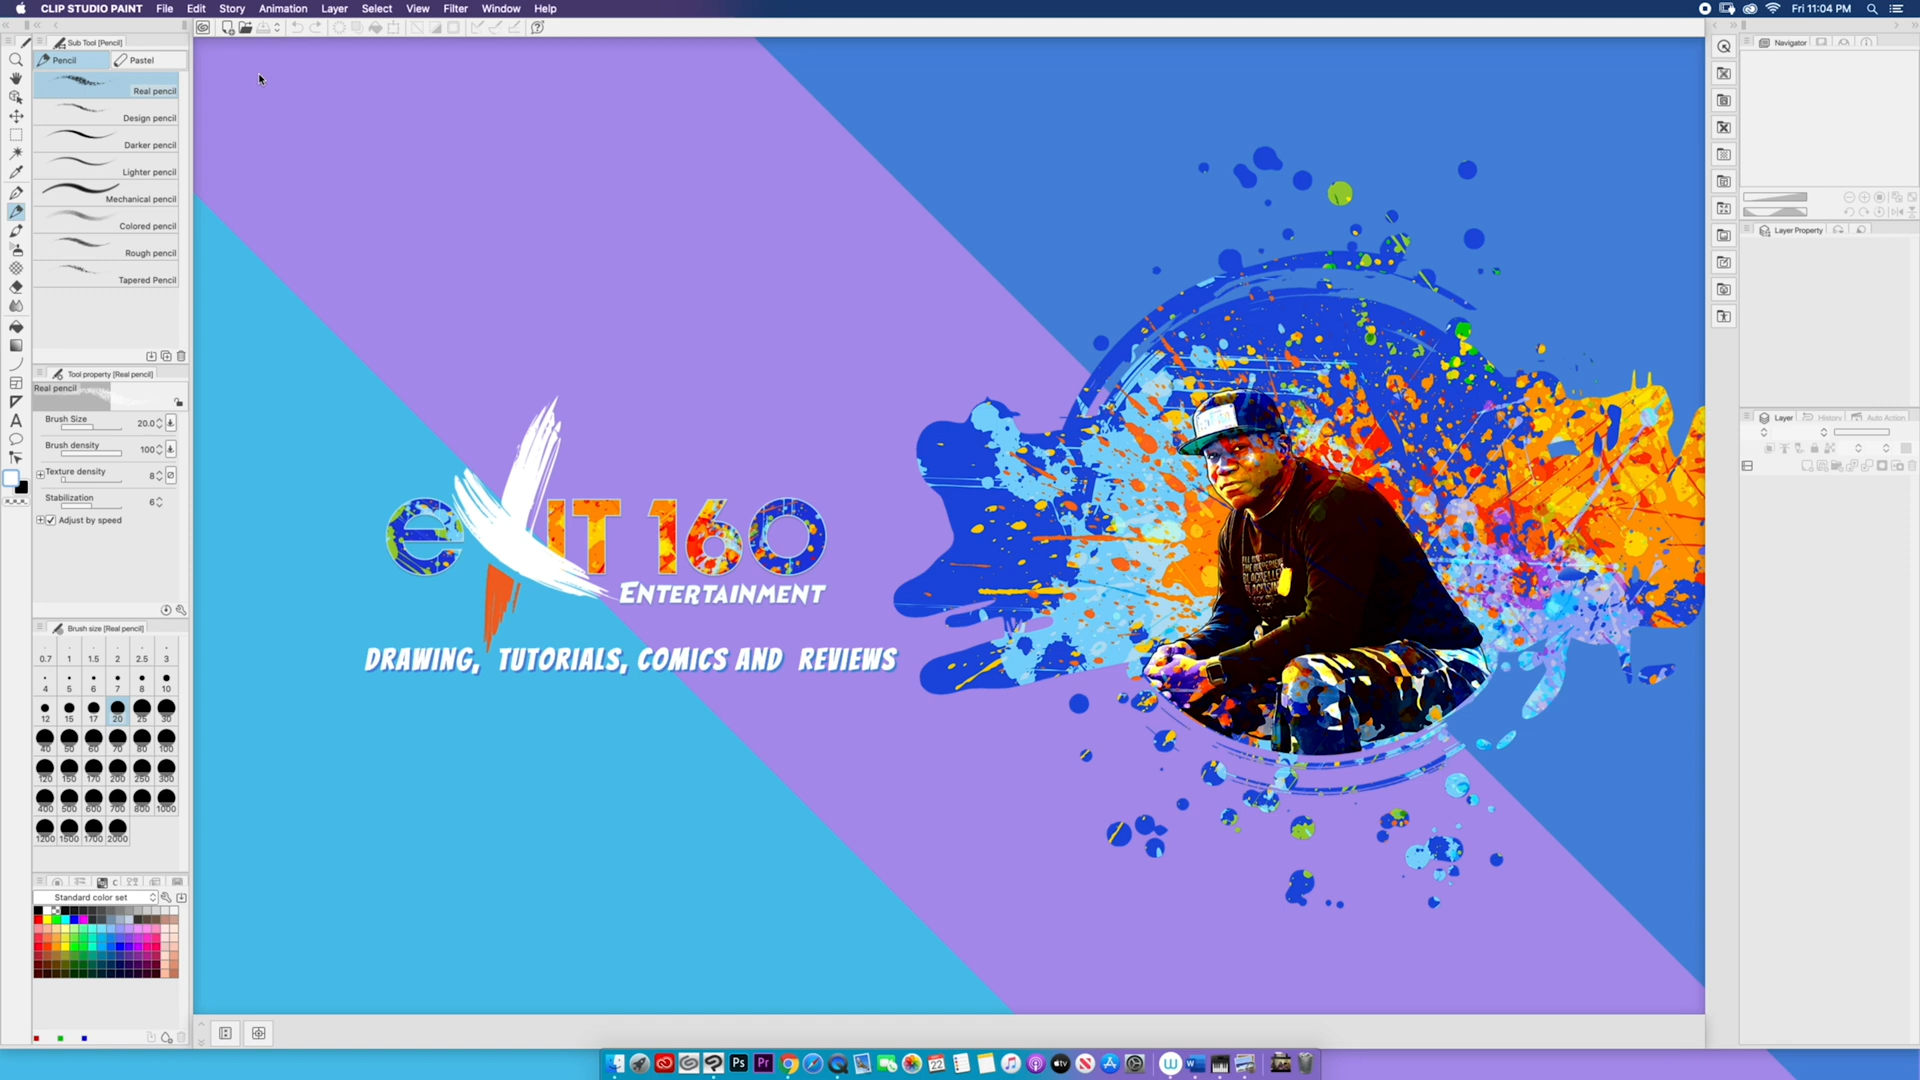 CLIP STUDIO PAINT File Edit Story Animation Layer Select View Filter Window Help
Fri 11:04 PM
Sub Tool [Pencil]
Pencil Pastel
Real pencil
Design pencil
Darker pencil
Lighter pencil
Mechanical pencil
Colored pencil
Rough pencil
Tapered Pencil
Tool property [Real pencil]
Real pencil
Brush Size 20.0
Brush density 100
Texture density 8
Stabilization 6
Adjust by speed
Brush size [Real pencil]
0.7 1 1.5 2 2.5 3
4 5 6 7 8 10
12 15 17 20 25 30
40 50 60 70 80 100
120 150 170 200 250 300
400 500 600 700 800 1000
1200 1500 1700 2000
Standard color set
eXIT 160
ENTERTAINMENT
DRAWING, TUTORIALS, COMICS AND REVIEWS
Navigator
Layer Property
Layer History Auto Action
Ps Pr 22 tv W